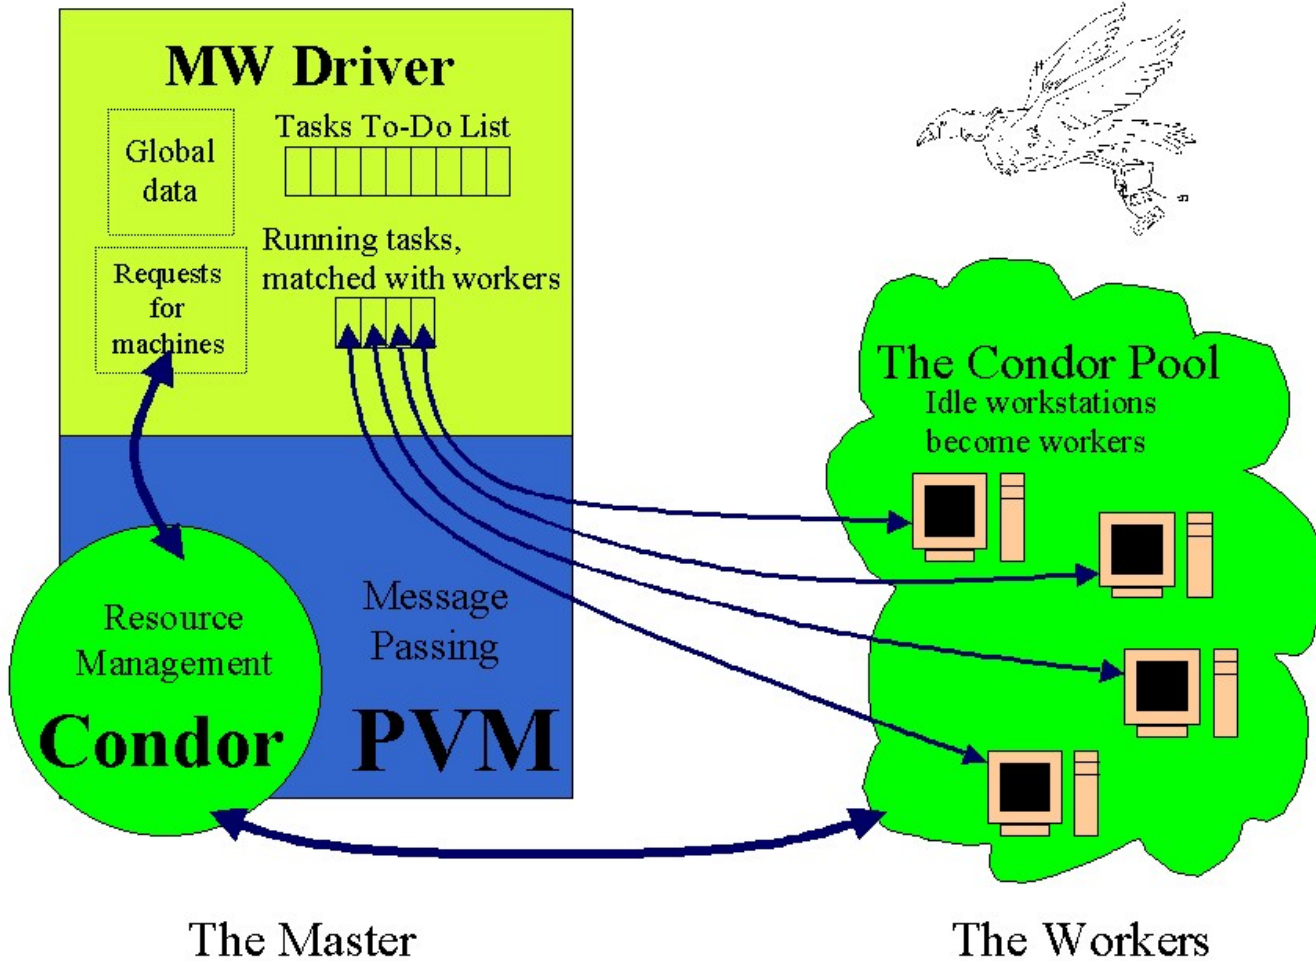 MW Driver
Global
data
Tasks To-Do List
Requests
for
machines
Running tasks,
matched with workers
Message
Passing
PVM
Resource
Management
Condor
The Condor Pool
Idle workstations
become workers
The Master
The Workers